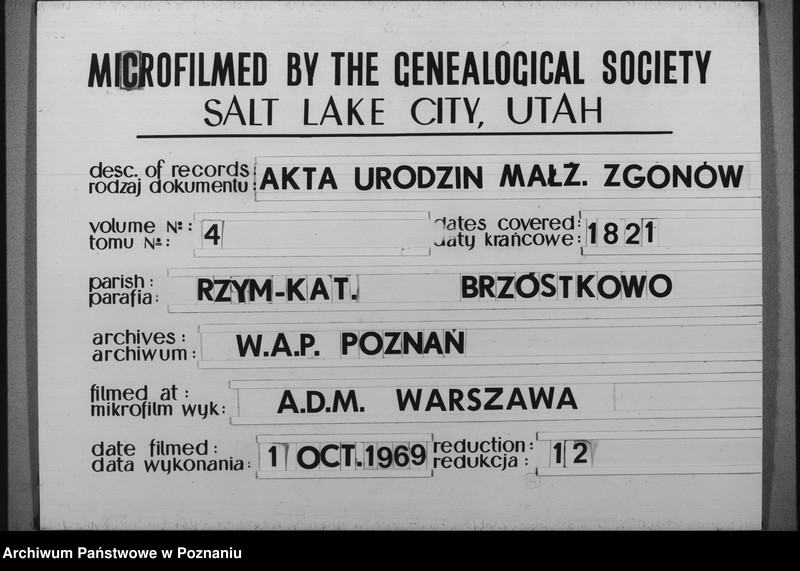 MICROFILMED BY THE GENEALOGICAL SOCIETY
SALT LAKE CITY, UTAH
desc. of records
rodzaj dokumentu: AKTA URODZIN MAŁŻ. ZGONÓW
volume №: 4 dates covered: 1821
tomu №: daty krańcowe:
parish: RZYM-KAT. BRZÓSTKOWO
parafia:
archives: W.A.P. POZNAŃ
archiwum:
filmed at: A.D.M. WARSZAWA
mikrofilm wyk:
date filmed: 1 OCT. 1969 reduction: 12
data wykonania: redukcja:
Archiwum Państwowe w Poznaniu